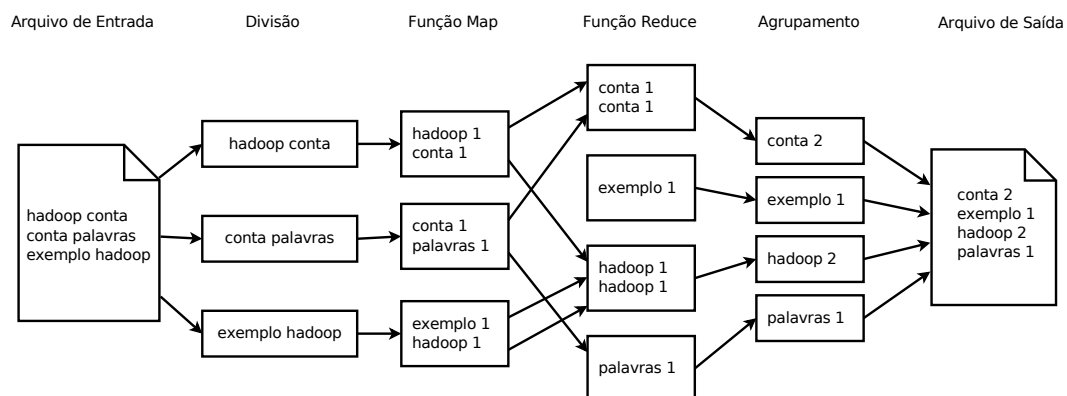 Arquivo de Entrada
Divisão
Função Map
Função Reduce
Agrupamento
Arquivo de Saída
hadoop conta
conta palavras
exemplo hadoop
hadoop conta
conta palavras
exemplo hadoop
hadoop 1
conta 1
conta 1
palavras 1
exemplo 1
hadoop 1
conta 1
conta 1
exemplo 1
hadoop 1
hadoop 1
palavras 1
conta 2
exemplo 1
hadoop 2
palavras 1
conta 2
exemplo 1
hadoop 2
palavras 1